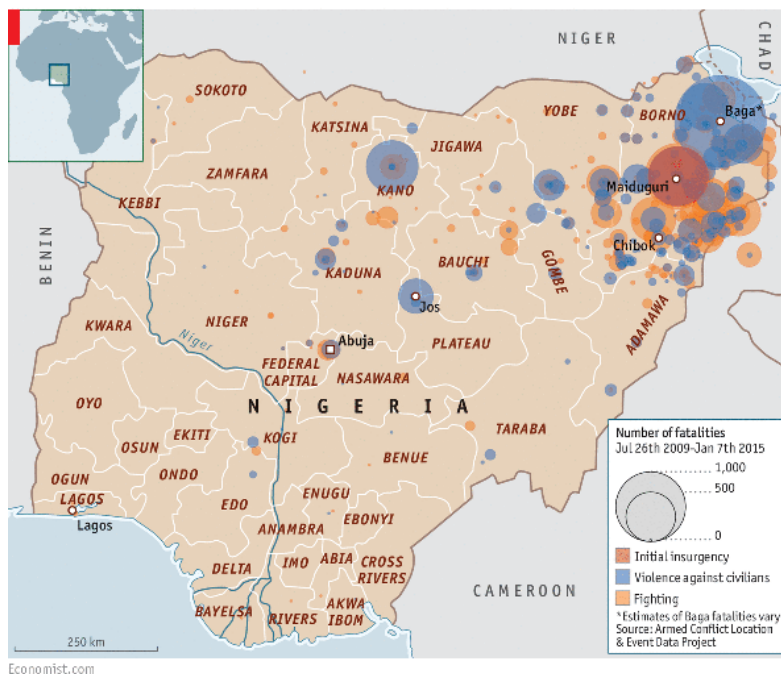 NIGER
CHAD
SOKOTO
KATSINA
YOBE
BORNO
Baga*
JIGAWA
ZAMFARA
KANO
Maiduguri
KEBBI
Chibok
BENIN
BAUCHI
GOMBE
KADUNA
Jos
ADAMAWA
KWARA
NIGER
Niger
Abuja
PLATEAU
FEDERAL
CAPITAL
NASAWARA
NIGERIA
OYO
TARABA
EKITI
KOGI
OSUN
BENUE
ONDO
OGUN
LAGOS
EDO
ENUGU
Lagos
ANAMBRA
EBONYI
DELTA
IMO
ABIA
CROSS
RIVERS
CAMEROON
BAYELSA
RIVERS
AKWA
IBOM
250 km
Number of fatalities
Jul 26th 2009-Jan 7th 2015
1,000
500
0
Initial insurgency
Violence against civilians
Fighting
*Estimates of Baga fatalities vary
Source: Armed Conflict Location
& Event Data Project
Economist.com